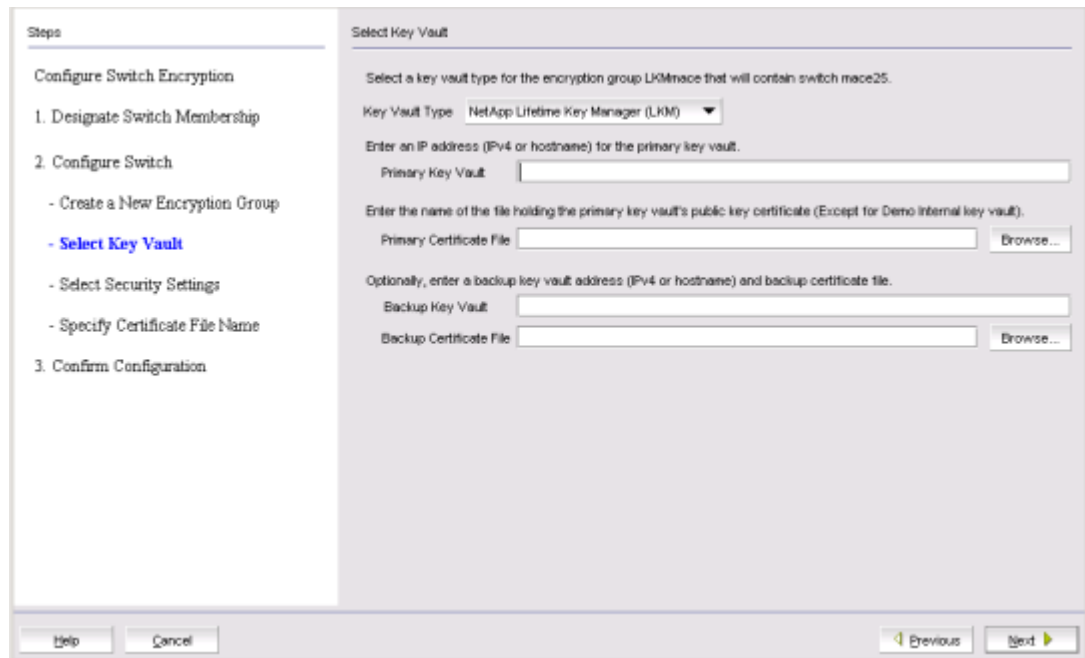 Steps
Configure Switch Encryption
1. Designate Switch Membership
2. Configure Switch
- Create a New Encryption Group
- Select Key Vault
- Select Security Settings
- Specify Certificate File Name
3. Confirm Configuration
Select Key Vault
Select a key vault type for the encryption group LKMmace that will contain switch mace25.
Key Vault Type NetApp Lifetime Key Manager (LKM)
Enter an IP address (IPv4 or hostname) for the primary key vault.
Primary Key Vault
Enter the name of the file holding the primary key vault's public key certificate (Except for Demo Internal key vault).
Primary Certificate File Browse...
Optionally, enter a backup key vault address (IPv4 or hostname) and backup certificate file.
Backup Key Vault
Backup Certificate File Browse...
Help Cancel Previous Next